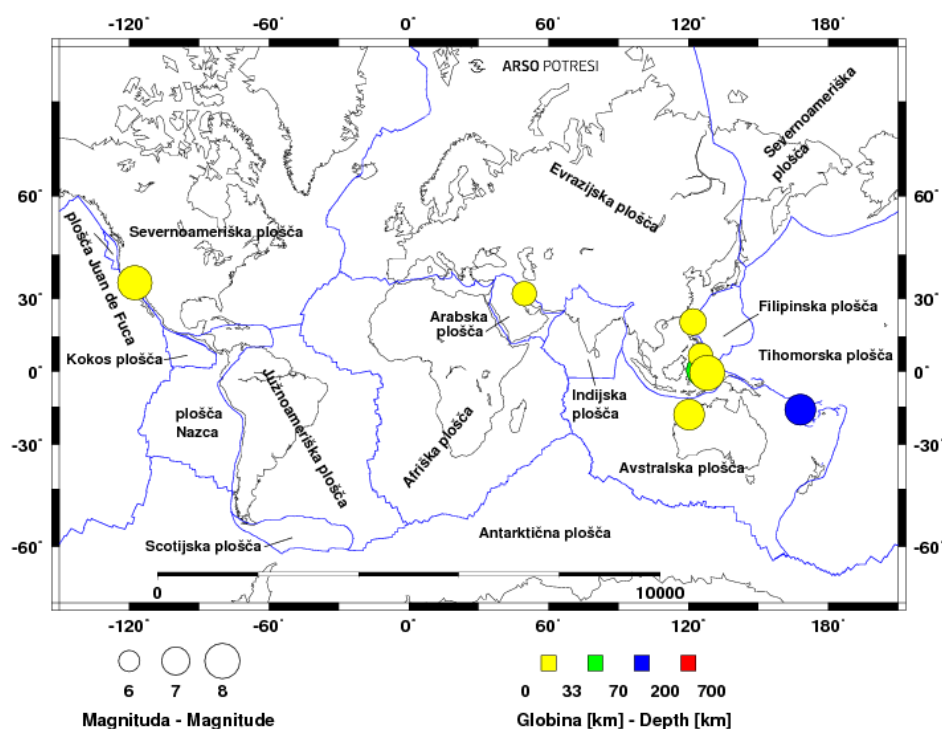 -120° -60° 0° 60° 120° 180°
ARSO POTRESI
Severnoameriška
plošča
Evrazijska plošča
60° 60°
plošča Juan de Fuca
Severnoameriška plošča
30° 30°
Arabska
plošča
Filipinska plošča
Kokos plošča
Tihomorska plošča
0° 0°
Južnoameriška plošča
Indijska
plošča
plošča
Nazca
Afriška plošča
-30° -30°
Avstralska plošča
Antarktična plošča
Scotijska plošča
-60° -60°
0 10000
-120° -60° 0° 60° 120° 180°
6 7 8
0 33 70 200 700
Magnituda - Magnitude
Globina [km] - Depth [km]